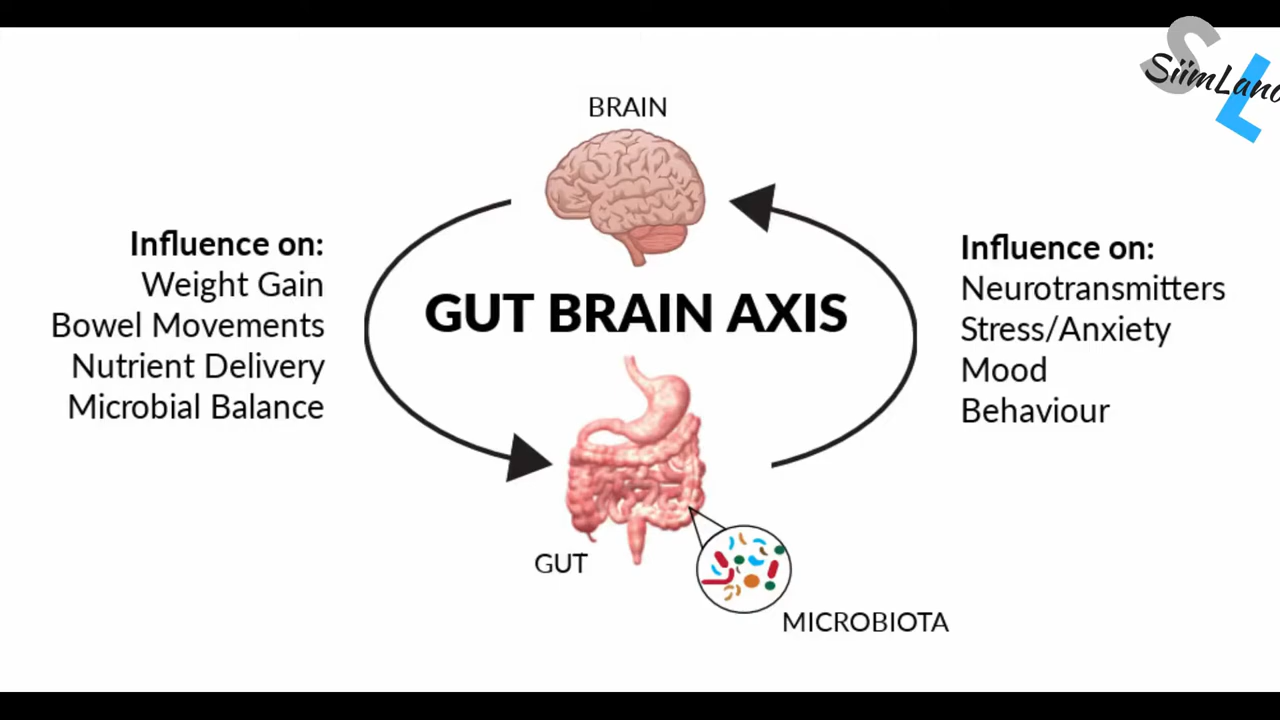 SiimLand
BRAIN
Influence on:
Weight Gain
Bowel Movements
Nutrient Delivery
Microbial Balance
GUT BRAIN AXIS
Influence on:
Neurotransmitters
Stress/Anxiety
Mood
Behaviour
GUT
MICROBIOTA